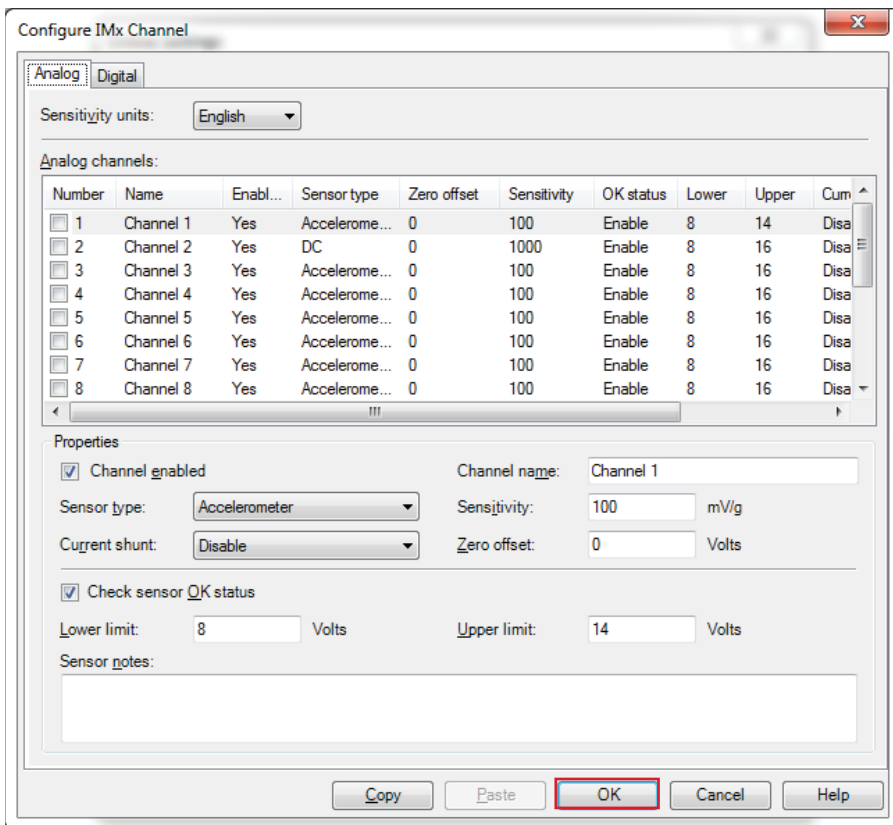 Configure IMx Channel
Analog Digital
Sensitivity units: English
Analog channels:
Number Name Enabl... Sensor type Zero offset Sensitivity OK status Lower Upper Curre
1 Channel 1 Yes Accelerome... 0 100 Enable 8 14 Disa
2 Channel 2 Yes DC 0 1000 Enable 8 16 Disa
3 Channel 3 Yes Accelerome... 0 100 Enable 8 16 Disa
4 Channel 4 Yes Accelerome... 0 100 Enable 8 16 Disa
5 Channel 5 Yes Accelerome... 0 100 Enable 8 16 Disa
6 Channel 6 Yes Accelerome... 0 100 Enable 8 16 Disa
7 Channel 7 Yes Accelerome... 0 100 Enable 8 16 Disa
8 Channel 8 Yes Accelerome... 0 100 Enable 8 16 Disa
Properties
Channel enabled Channel name: Channel 1
Sensor type: Accelerometer Sensitivity: 100 mV/g
Current shunt: Disable Zero offset: 0 Volts
Check sensor OK status
Lower limit: 8 Volts Upper limit: 14 Volts
Sensor notes:
Copy Paste OK Cancel Help